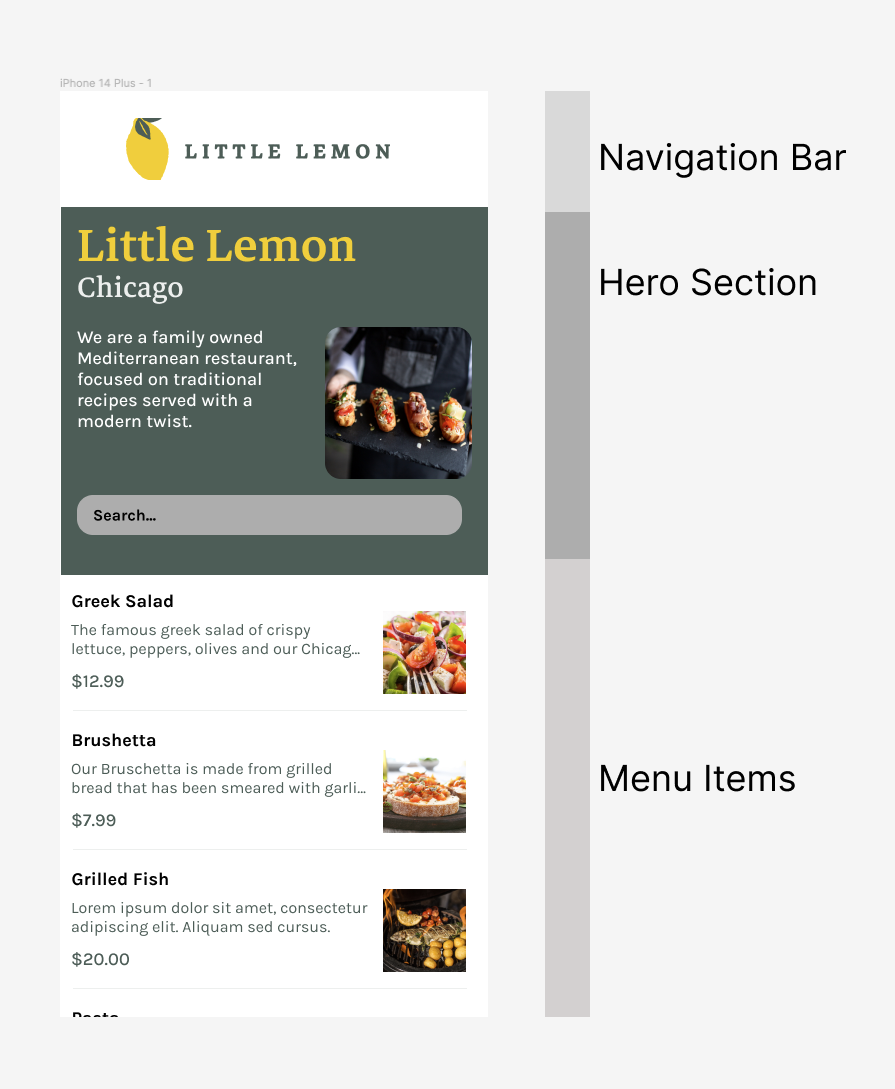 iPhone 14 Plus - 1
LITTLE LEMON
Navigation Bar
Little Lemon
Chicago
Hero Section
We are a family owned
Mediterranean restaurant,
focused on traditional
recipes served with a
modern twist.
Search...
Greek Salad
The famous greek salad of crispy
lettuce, peppers, olives and our Chicag...
$12.99
Brushetta
Our Bruschetta is made from grilled
bread that has been smeared with garli...
$7.99
Menu Items
Grilled Fish
Lorem ipsum dolor sit amet, consectetur
adipiscing elit. Aliquam sed cursus.
$20.00